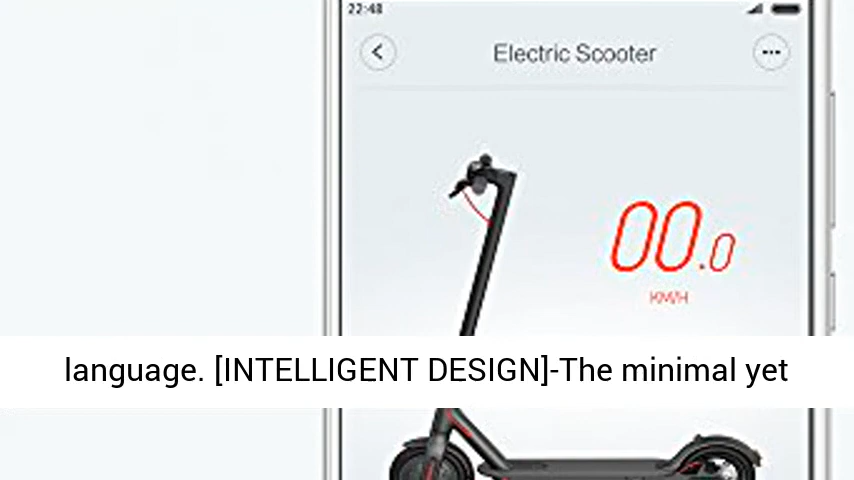 22:48
Electric Scooter
00.0
KM/H
language. [INTELLIGENT DESIGN]-The minimal yet